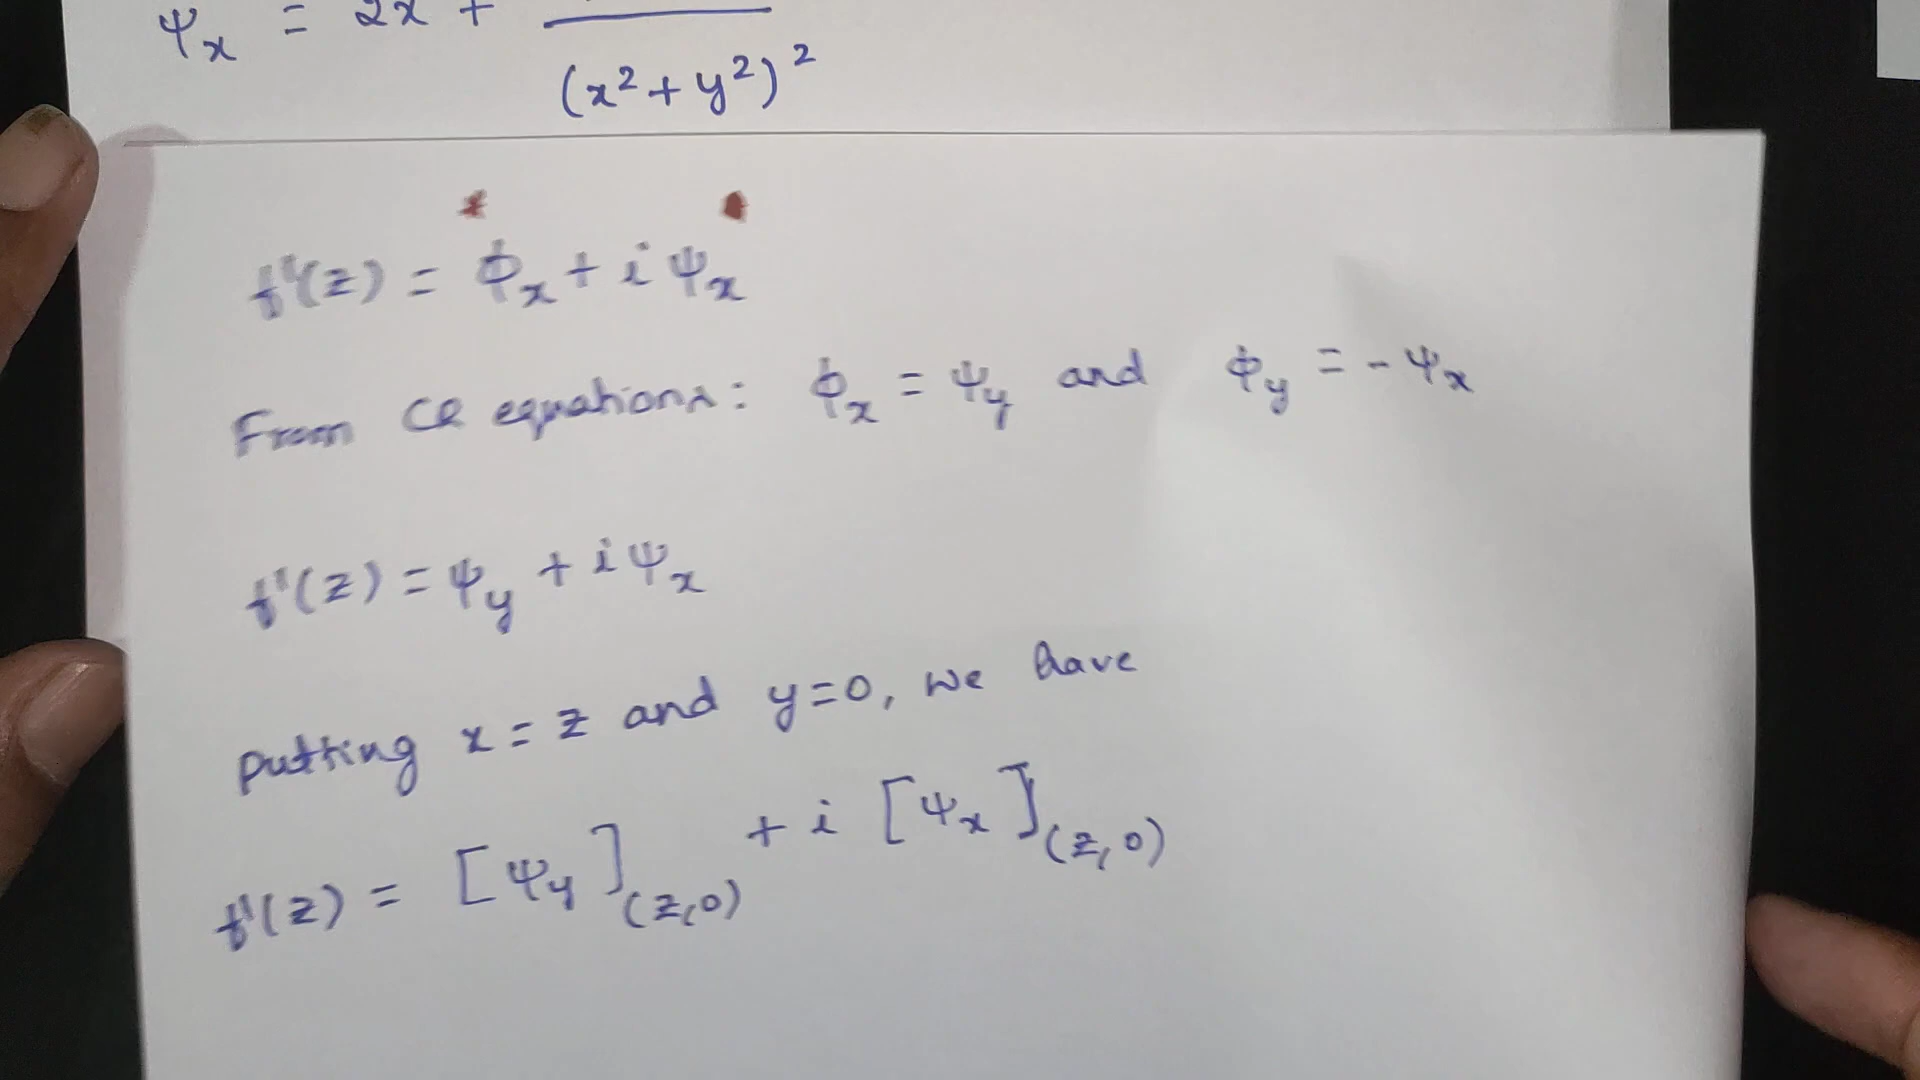 ψx = 2x +
(x² + y²)²
f'(z) = ϕx + i ψx
From CR equations: ϕx = ψy and ϕy = - ψx
f'(z) = ψy + i ψx
putting x = z and y=0, we have
f'(z) = [ψy](z,0) + i [ψx](z,0)